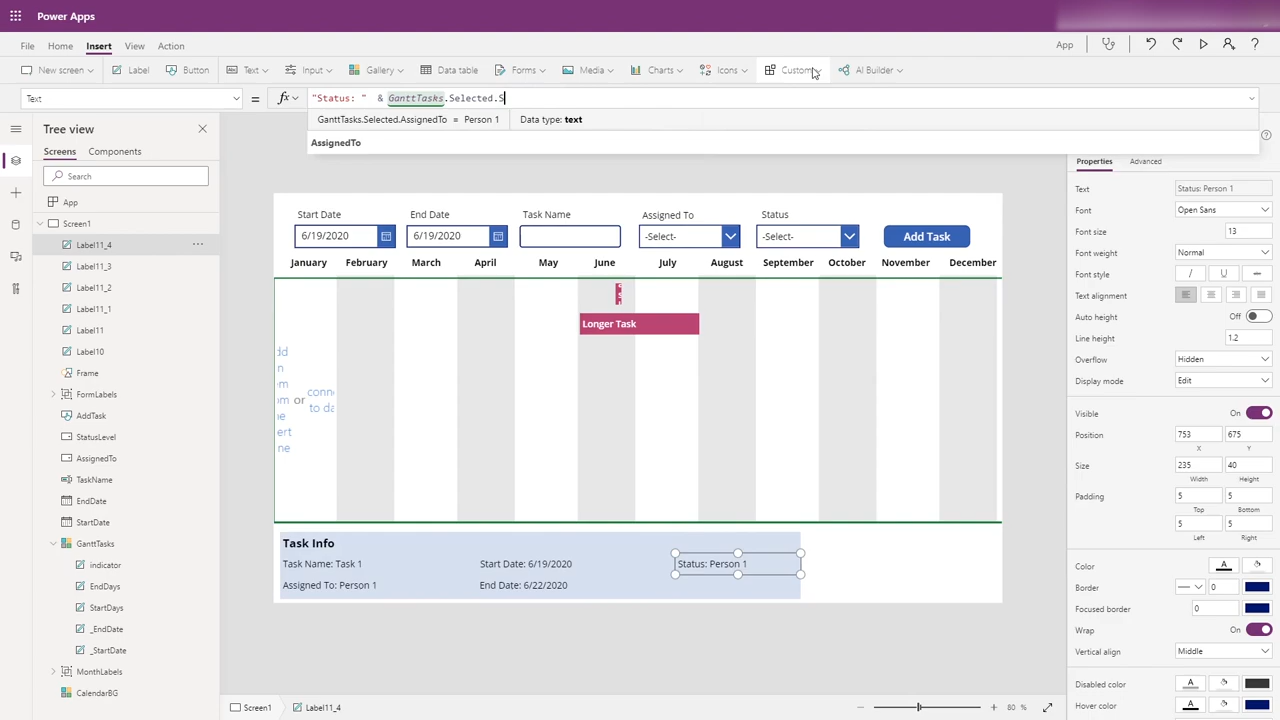 Power Apps
File Home Insert View Action
App
New screen Label Button Text Input Gallery Data table Forms Media Charts Icons Custom AI Builder
Text = fx "Status: " & GanttTasks.Selected.S
GanttTasks.Selected.AssignedTo = Person 1 Data type: text
AssignedTo
Tree view
Screens Components
Search
App
Screen1
Label11_4
Label11_3
Label11_2
Label11_1
Label11
Label10
Frame
FormLabels
AddTask
StatusLevel
AssignedTo
TaskName
EndDate
StartDate
GanttTasks
indicator
EndDays
StartDays
_EndDate
_StartDate
MonthLabels
CalendarBG
Start Date End Date Task Name Assigned To Status
6/19/2020 6/19/2020 -Select- -Select- Add Task
January February March April May June July August September October November December
Longer Task
or
Task Info
Task Name: Task 1 Start Date: 6/19/2020 Status: Person 1
Assigned To: Person 1 End Date: 6/22/2020
Screen1 Label11_4
80 %
Properties Advanced
Text Status: Person 1
Font Open Sans
Font size 13
Font weight Normal
Font style / U abc
Text alignment
Auto height Off
Line height 1.2
Overflow Hidden
Display mode Edit
Visible On
Position 753 675
X Y
Size 235 40
Width Height
Padding 5 5
Top Bottom
5 5
Left Right
Color A
Border 0
Focused border 0
Wrap On
Vertical align Middle
Disabled color A
Hover color A